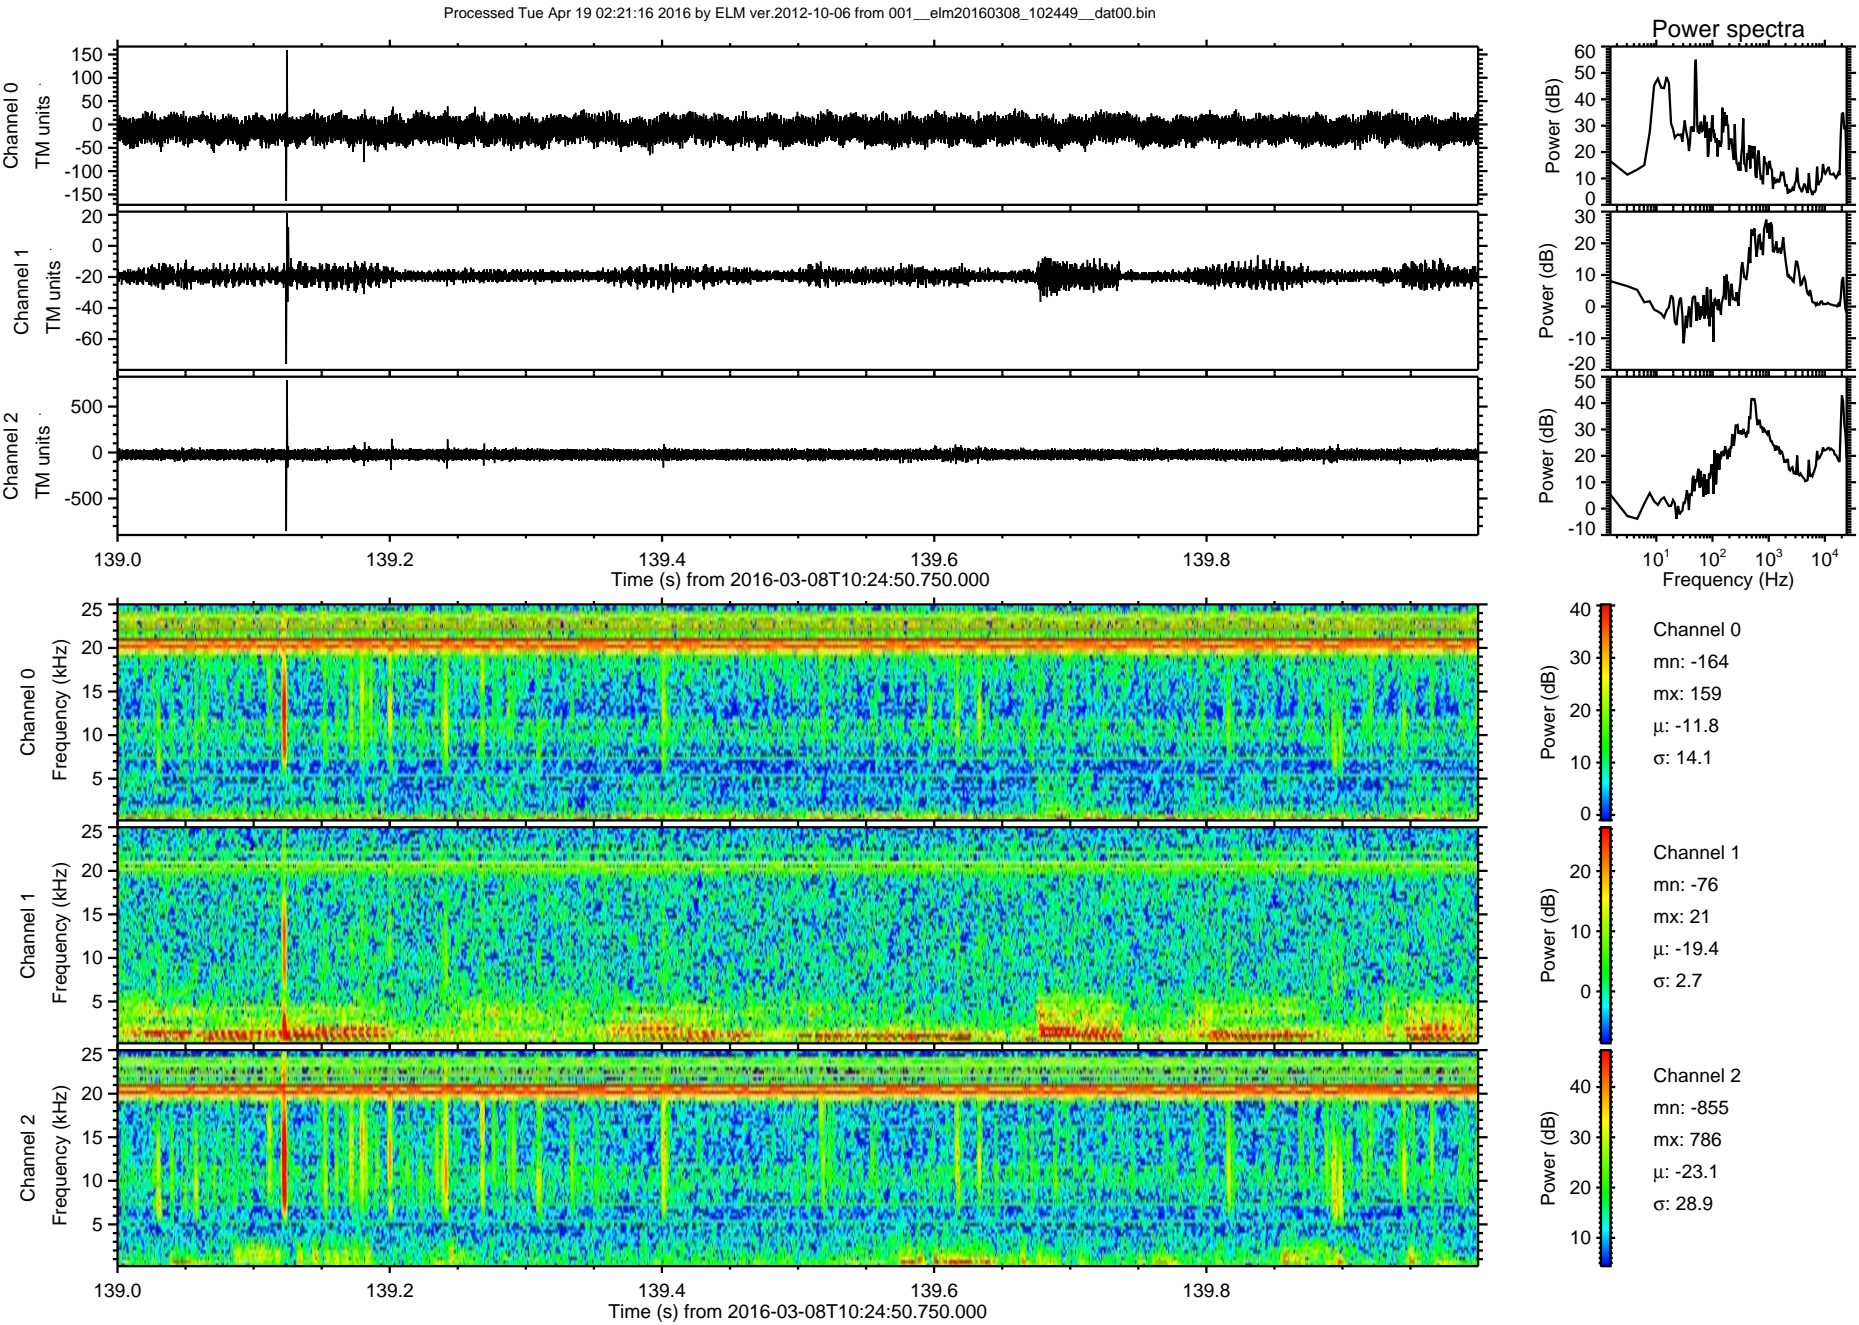 Processed Tue Apr 19 02:21:16 2016 by ELM ver.2012-10-06 from 001__elm20160308_102449__dat00.bin
Power spectra
Channel 0
TM units
150
100
50
0
-50
-100
-150
Power (dB)
60
50
40
30
20
10
0
Channel 1
TM units
20
0
-20
-40
-60
Power (dB)
30
20
10
0
-10
-20
Channel 2
TM units
500
0
-500
Power (dB)
50
40
30
20
10
0
-10
139.0 139.2 139.4 139.6 139.8
Time (s) from 2016-03-08T10:24:50.750.000
10^1 10^2 10^3 10^4
Frequency (Hz)
Channel 0
Frequency (kHz)
25
20
15
10
5
Power (dB)
40
30
20
10
0
Channel 0
mn: -164
mx: 159
μ: -11.8
σ: 14.1
Channel 1
Frequency (kHz)
25
20
15
10
5
Power (dB)
20
10
0
Channel 1
mn: -76
mx: 21
μ: -19.4
σ: 2.7
Channel 2
Frequency (kHz)
25
20
15
10
5
Power (dB)
40
30
20
10
Channel 2
mn: -855
mx: 786
μ: -23.1
σ: 28.9
139.0 139.2 139.4 139.6 139.8
Time (s) from 2016-03-08T10:24:50.750.000